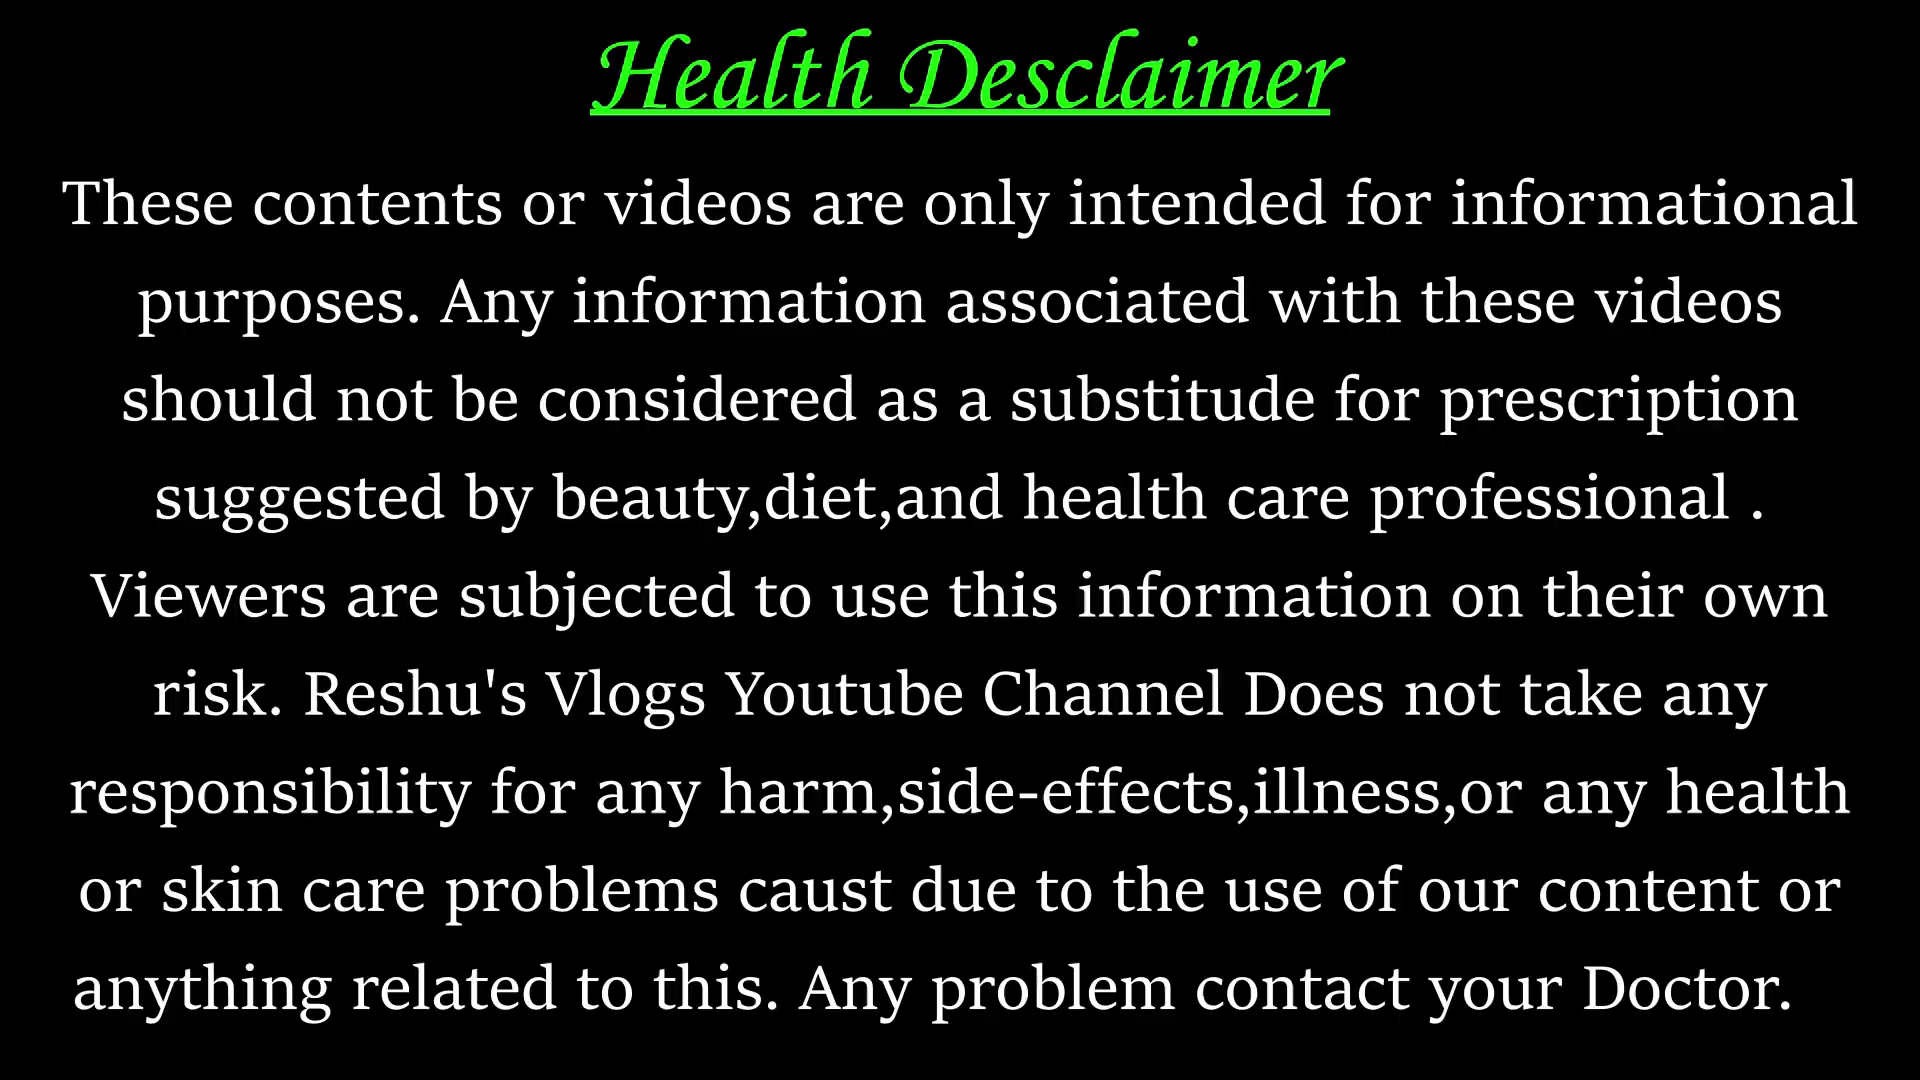 Health Desclaimer
These contents or videos are only intended for informational
purposes. Any information associated with these videos
should not be considered as a substitude for prescription
suggested by beauty,diet,and health care professional .
Viewers are subjected to use this information on their own
risk. Reshu's Vlogs Youtube Channel Does not take any
responsibility for any harm,side-effects,illness,or any health
or skin care problems caust due to the use of our content or
anything related to this. Any problem contact your Doctor.